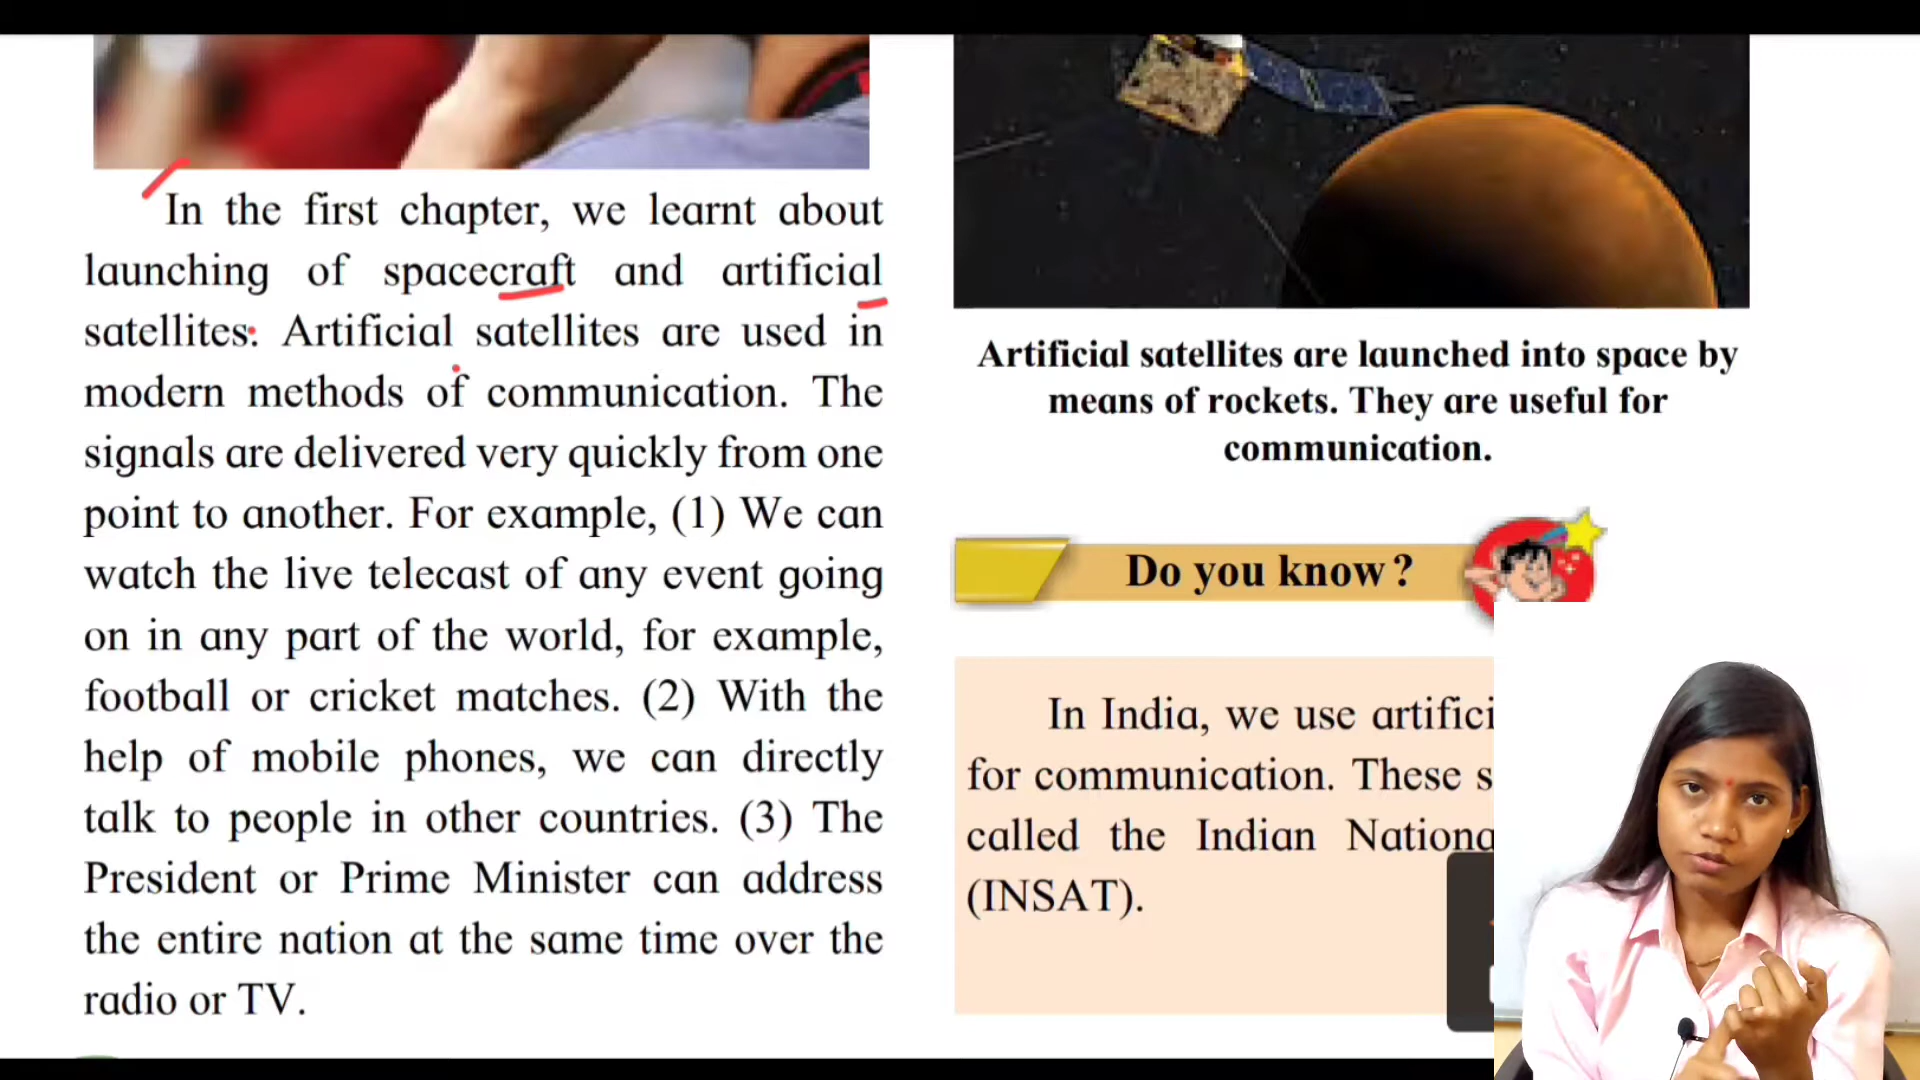 In the first chapter, we learnt about
launching of spacecraft and artificial
satellites. Artificial satellites are used in
modern methods of communication. The
signals are delivered very quickly from one
point to another. For example, (1) We can
watch the live telecast of any event going
on in any part of the world, for example,
football or cricket matches. (2) With the
help of mobile phones, we can directly
talk to people in other countries. (3) The
President or Prime Minister can address
the entire nation at the same time over the
radio or TV.
Artificial satellites are launched into space by
means of rockets. They are useful for
communication.
Do you know?
In India, we use artifici
for communication. These s
called the Indian Nationa
(INSAT).